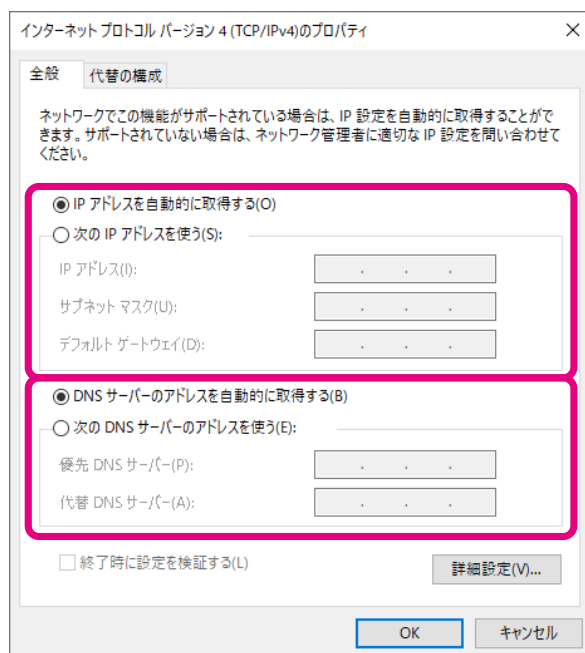 インターネット プロトコル バージョン 4 (TCP/IPv4)のプロパティ
全般
代替の構成
ネットワークでこの機能がサポートされている場合は、IP 設定を自動的に取得することがで
きます。サポートされていない場合は、ネットワーク管理者に適切な IP 設定を問い合わせて
ください。
IP アドレスを自動的に取得する(O)
次の IP アドレスを使う(S):
IP アドレス(I):
サブネット マスク(U):
デフォルト ゲートウェイ(D):
DNS サーバーのアドレスを自動的に取得する(B)
次の DNS サーバーのアドレスを使う(E):
優先 DNS サーバー(P):
代替 DNS サーバー(A):
終了時に設定を検証する(L)
詳細設定(V)...
OK
キャンセル